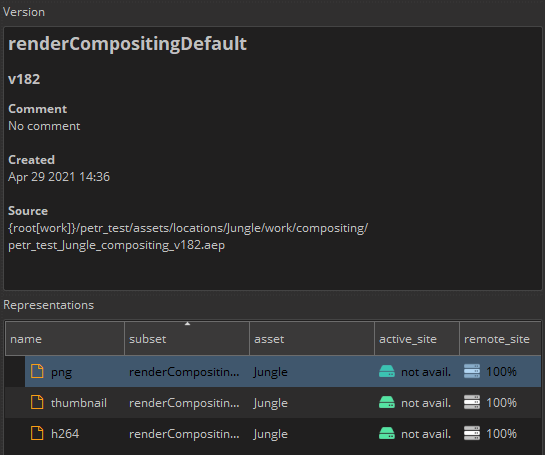 Version
renderCompositingDefault
v182
Comment
No comment
Created
Apr 29 2021 14:36
Source
{root[work]}/petr_test/assets/locations/Jungle/work/compositing/
petr_test_Jungle_compositing_v182.aep
Representations
name subset asset active_site remote_site
png renderCompositin... Jungle not avail. 100%
thumbnail renderCompositin... Jungle not avail. 100%
h264 renderCompositin... Jungle not avail. 100%